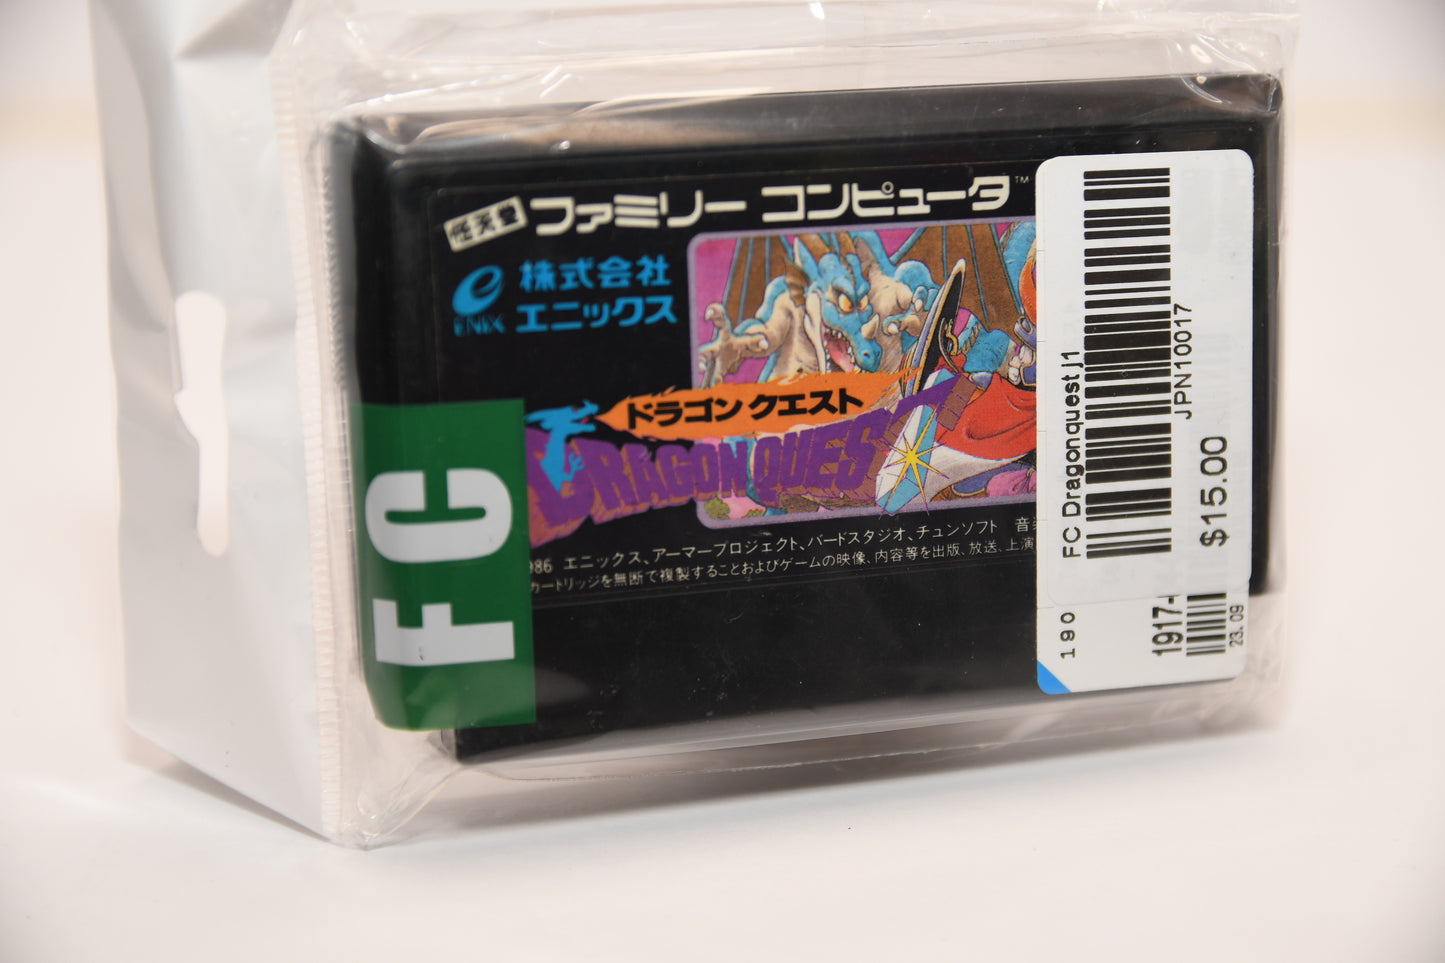 任天堂 ファミリー コンピュータ™
ENIX
株式会社
エニックス
ドラゴンクエスト
DRAGON QUEST
986 エニックス、アーマープロジェクト、バードスタジオ、チュンソフト 音
カートリッジを無断で複製することおよびゲームの映像、内容等を出版、放送、上演
FC
FC Dragonquest j1
JPN10017
$15.00
190
1917-
23.09